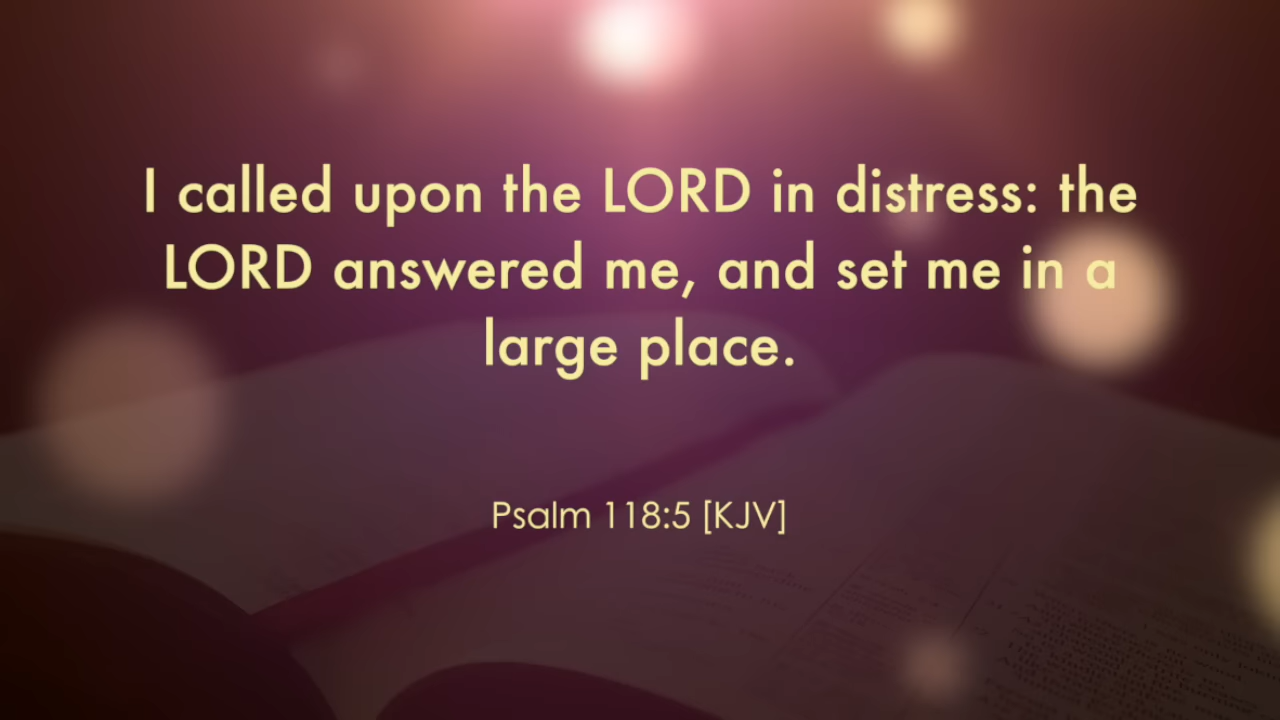 I called upon the LORD in distress: the
LORD answered me, and set me in a
large place.
Psalm 118:5 [KJV]